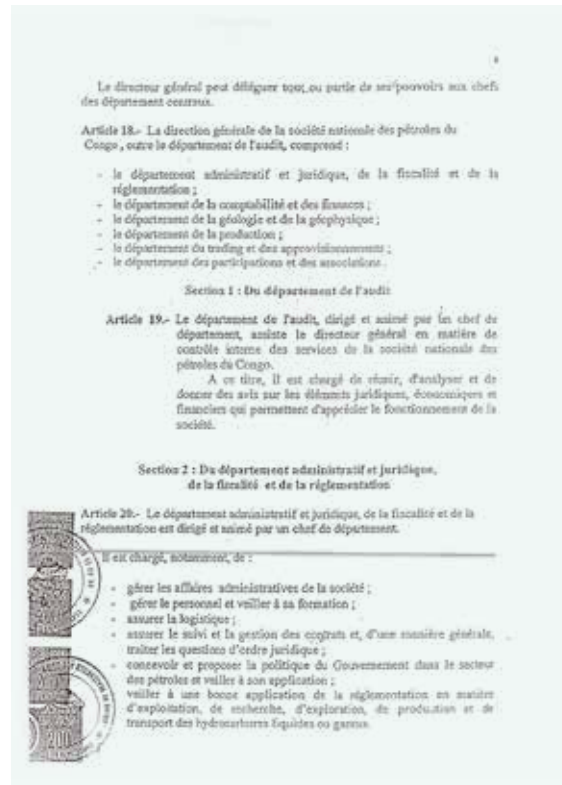 Le directeur général peut déléguer tout ou partie de ses pouvoirs aux chefs
des département centraux.
Article 18.- La direction générale de la société nationale des pétroles du
Congo , outre le département de l'audit, comprend :
- le département administratif et juridique, de la fiscalité et de la
réglementation ;
- le département de la comptabilité et des finances ;
- le département de la géologie et de la géophysique ;
- le département de la production ;
- le département du trading et des approvisionnements ;
- le département des participations et des associations .
Section 1 : Du département de l'audit
Article 19.- Le département de l'audit, dirigé et animé par un chef de
département, assiste le directeur général en matière de
contrôle interne des services de la société nationale des
pétroles du Congo.
A ce titre, il est chargé de réunir, d'analyser et de
donner des avis sur les éléments juridiques, économiques et
financiers qui permettent d'apprécier le fonctionnement de la
société.
Section 2 : Du département administratif et juridique,
de la fiscalité et de la réglementation
Article 20.- Le département administratif et juridique, de la fiscalité et de la
réglementation est dirigé et animé par un chef de département.
Il est chargé, notamment, de :
- gérer les affaires administratives de la société ;
- gérer le personnel et veiller à sa formation ;
- assurer la logistique ;
- assurer le suivi et la gestion des contrats et, d'une manière générale,
traiter les questions d'ordre juridique ;
- concevoir et proposer la politique du Gouvernement dans le secteur
des pétroles et veiller à son application ;
veiller à une bonne application de la réglementation en matière
d'exploitation, de recherche, d'exploration, de production et de
transport des hydrocarbures liquides ou gazeux.
200